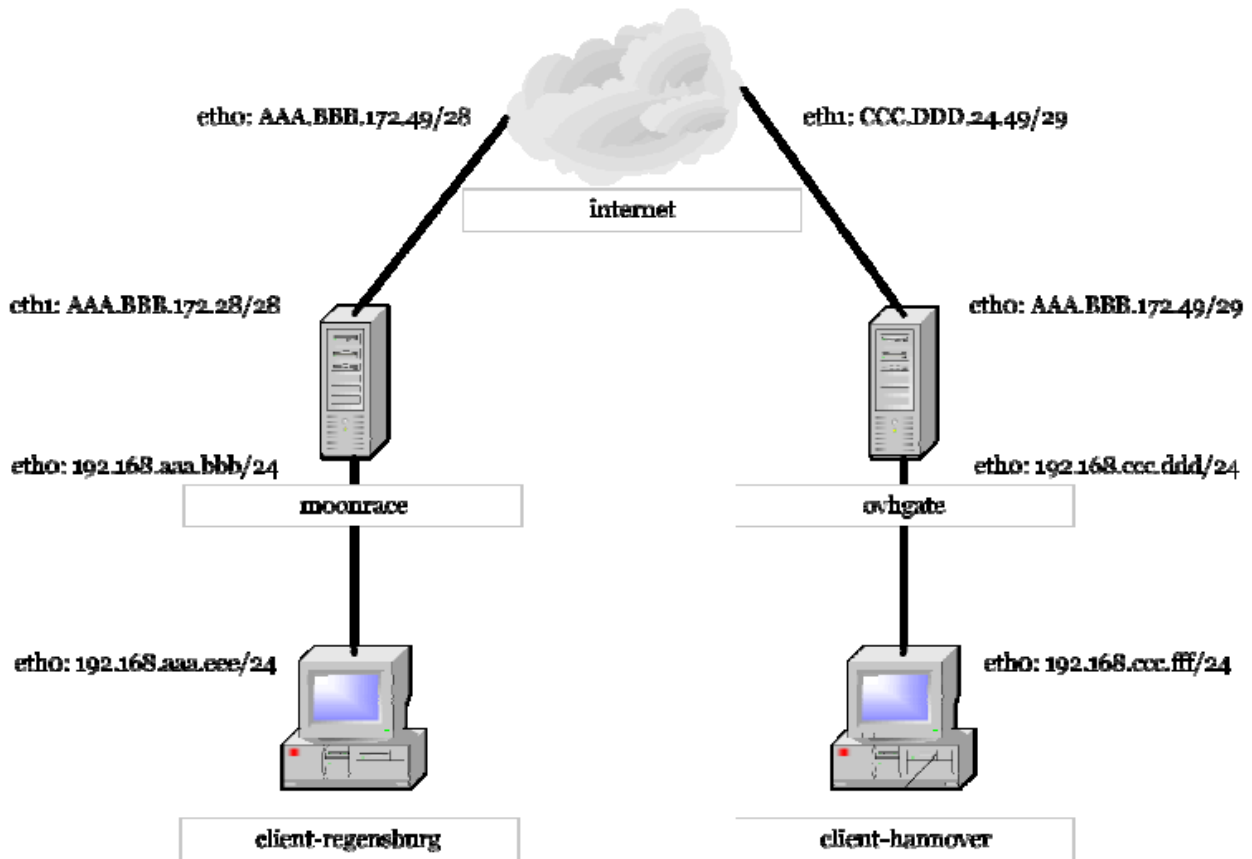 eth0: AAA.BBB.172.49/28
eth1: CCC.DDD.24.49/29
internet
eth1: AAA.BBB.172.28/28
eth0: AAA.BBB.172.49/29
eth0: 192.168.aaa.bbb/24
eth0: 192.168.ccc.ddd/24
moonrace
ovhgate
eth0: 192.168.aaa.eee/24
eth0: 192.168.ccc.fff/24
client-regensburg
client-hannover